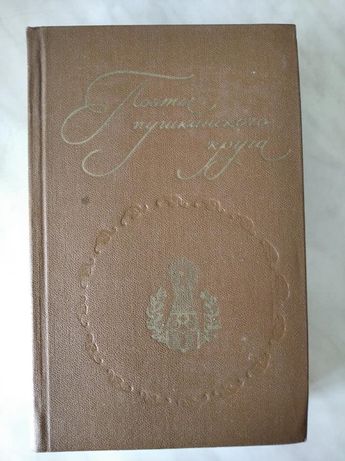 Поэты
пушкинского
круга